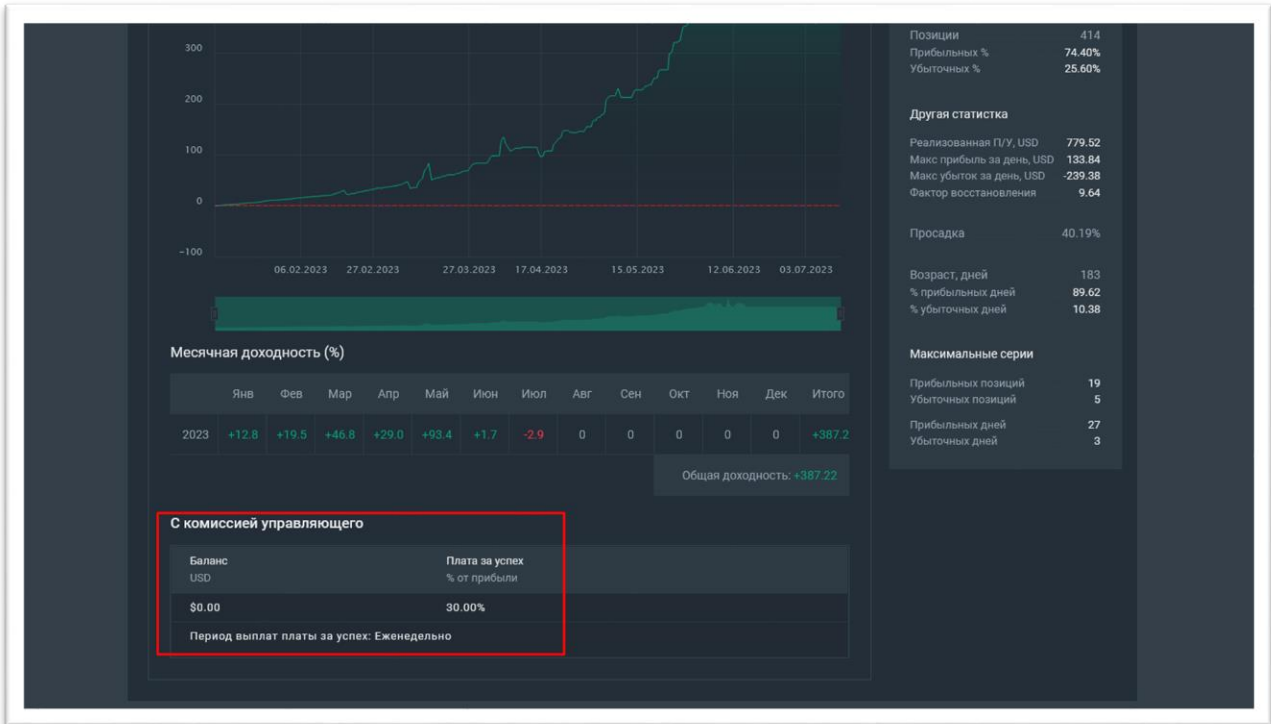 300
200
100
0
−100
06.02.2023 27.02.2023 27.03.2023 17.04.2023 15.05.2023 12.06.2023 03.07.2023
Месячная доходность (%)
Янв Фев Мар Апр Май Июн Июл Авг Сен Окт Ноя Дек Итого
2023 +12.8 +19.5 +46.8 +29.0 +93.4 +1.7 -2.9 0 0 0 0 0 +387.2
Общая доходность: +387.22
С комиссией управляющего
Баланс Плата за успех
USD % от прибыли
$0.00 30.00%
Период выплат платы за успех: Еженедельно
Позиции 414
Прибыльных % 74.40%
Убыточных % 25.60%
Другая статистка
Реализованная П/У, USD 779.52
Макс прибыль за день, USD 133.84
Макс убыток за день, USD -239.38
Фактор восстановления 9.64
Просадка 40.19%
Возраст, дней 183
% прибыльных дней 89.62
% убыточных дней 10.38
Максимальные серии
Прибыльных позиций 19
Убыточных позиций 5
Прибыльных дней 27
Убыточных дней 3